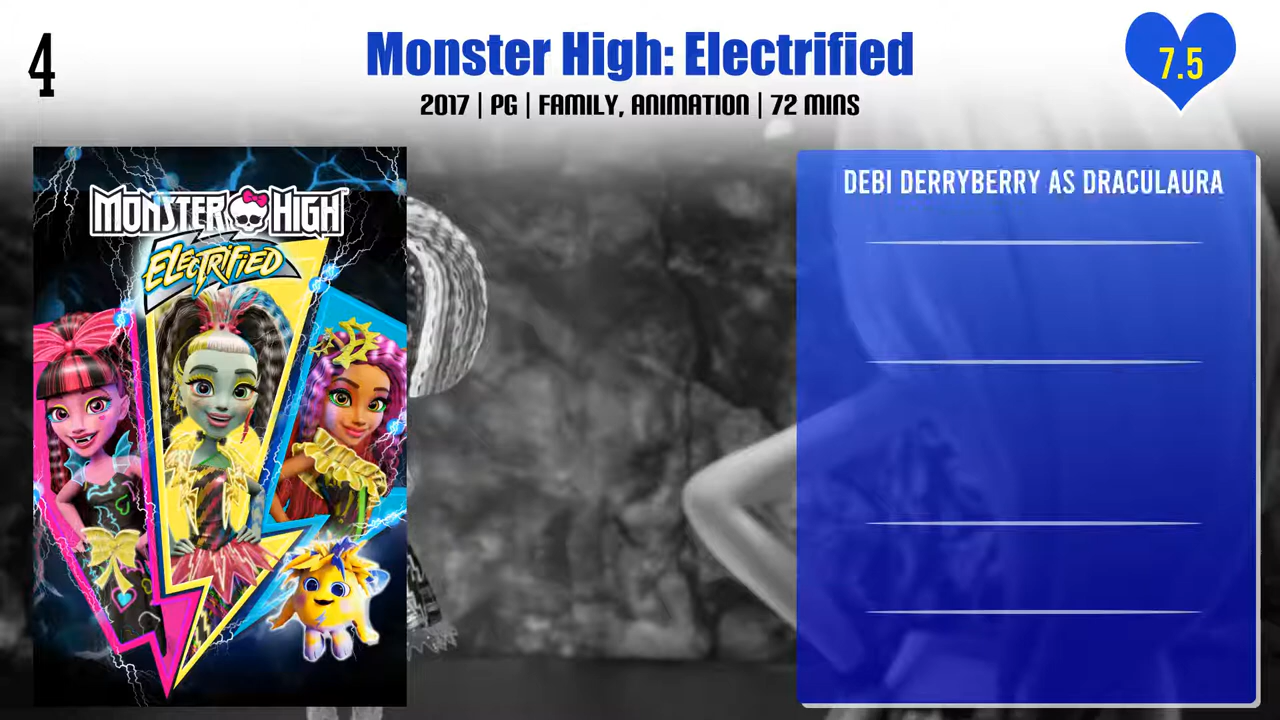 4
Monster High: Electrified
2017 | PG | FAMILY, ANIMATION | 72 MINS
7.5
MONSTER HIGH
ELECTRIFIED
DEBI DERRYBERRY AS DRACULAURA